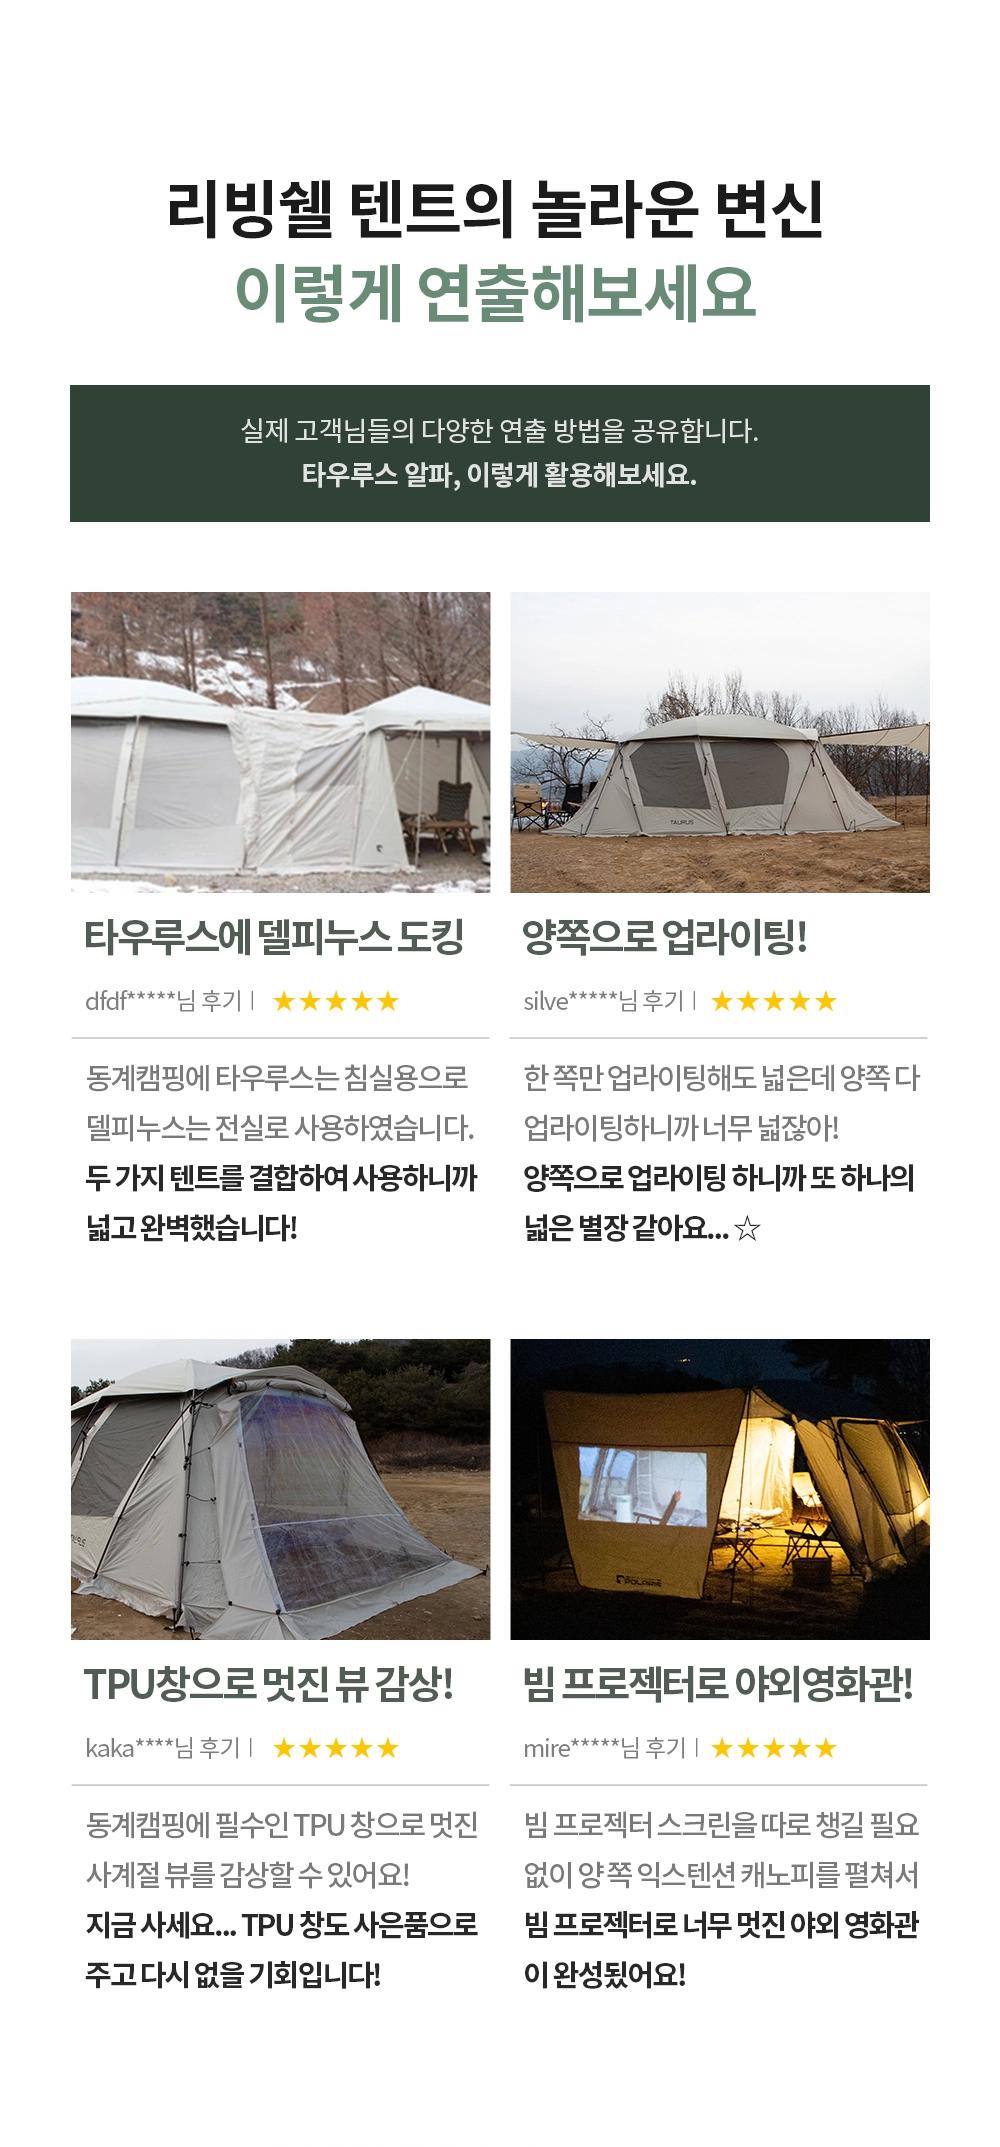 리빙쉘 텐트의 놀라운 변신
이렇게 연출해보세요
실제 고객님들의 다양한 연출 방법을 공유합니다.
타우루스 알파, 이렇게 활용해보세요.
TAURUS
타우루스에 델피누스 도킹
dfdf*****님 후기 | ★★★★★
동계캠핑에 타우루스는 침실용으로
델피누스는 전실로 사용하였습니다.
두 가지 텐트를 결합하여 사용하니까
넓고 완벽했습니다!
양쪽으로 업라이팅!
silve*****님 후기 | ★★★★★
한 쪽만 업라이팅해도 넓은데 양쪽 다
업라이팅하니까 너무 넓잖아!
양쪽으로 업라이팅 하니까 또 하나의
넓은 별장 같아요... ☆
POLARIS
TPU창으로 멋진 뷰 감상!
kaka****님 후기 | ★★★★★
동계캠핑에 필수인 TPU 창으로 멋진
사계절 뷰를 감상할 수 있어요!
지금 사세요... TPU 창도 사은품으로
주고 다시 없을 기회입니다!
빔 프로젝터로 야외영화관!
mire*****님 후기 | ★★★★★
빔 프로젝터 스크린을 따로 챙길 필요
없이 양 쪽 익스텐션 캐노피를 펼쳐서
빔 프로젝터로 너무 멋진 야외 영화관
이 완성됬어요!